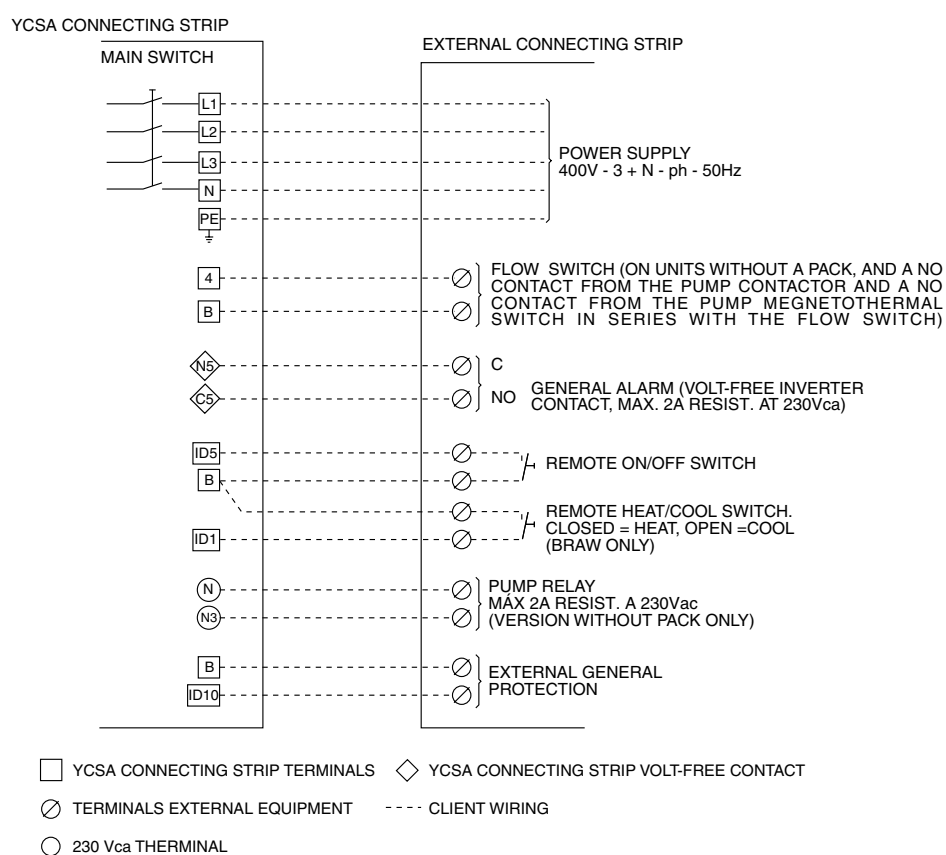 YCSA CONNECTING STRIP
MAIN SWITCH
EXTERNAL CONNECTING STRIP
L1
L2
L3
N
PE
POWER SUPPLY
400V - 3 + N - ph - 50Hz
4
B
FLOW SWITCH (ON UNITS WITHOUT A PACK, AND A NO
CONTACT FROM THE PUMP CONTACTOR AND A NO
CONTACT FROM THE PUMP MEGNETOTHERMAL
SWITCH IN SERIES WITH THE FLOW SWITCH)
N5
C
C5
NO
GENERAL ALARM (VOLT-FREE INVERTER
CONTACT, MAX. 2A RESIST. AT 230Vca)
ID5
B
REMOTE ON/OFF SWITCH
ID1
REMOTE HEAT/COOL SWITCH.
CLOSED = HEAT, OPEN =COOL
(BRAW ONLY)
N
N3
PUMP RELAY
MÁX 2A RESIST. A 230Vac
(VERSION WITHOUT PACK ONLY)
B
ID10
EXTERNAL GENERAL
PROTECTION
YCSA CONNECTING STRIP TERMINALS
YCSA CONNECTING STRIP VOLT-FREE CONTACT
TERMINALS EXTERNAL EQUIPMENT
CLIENT WIRING
230 Vca THERMINAL